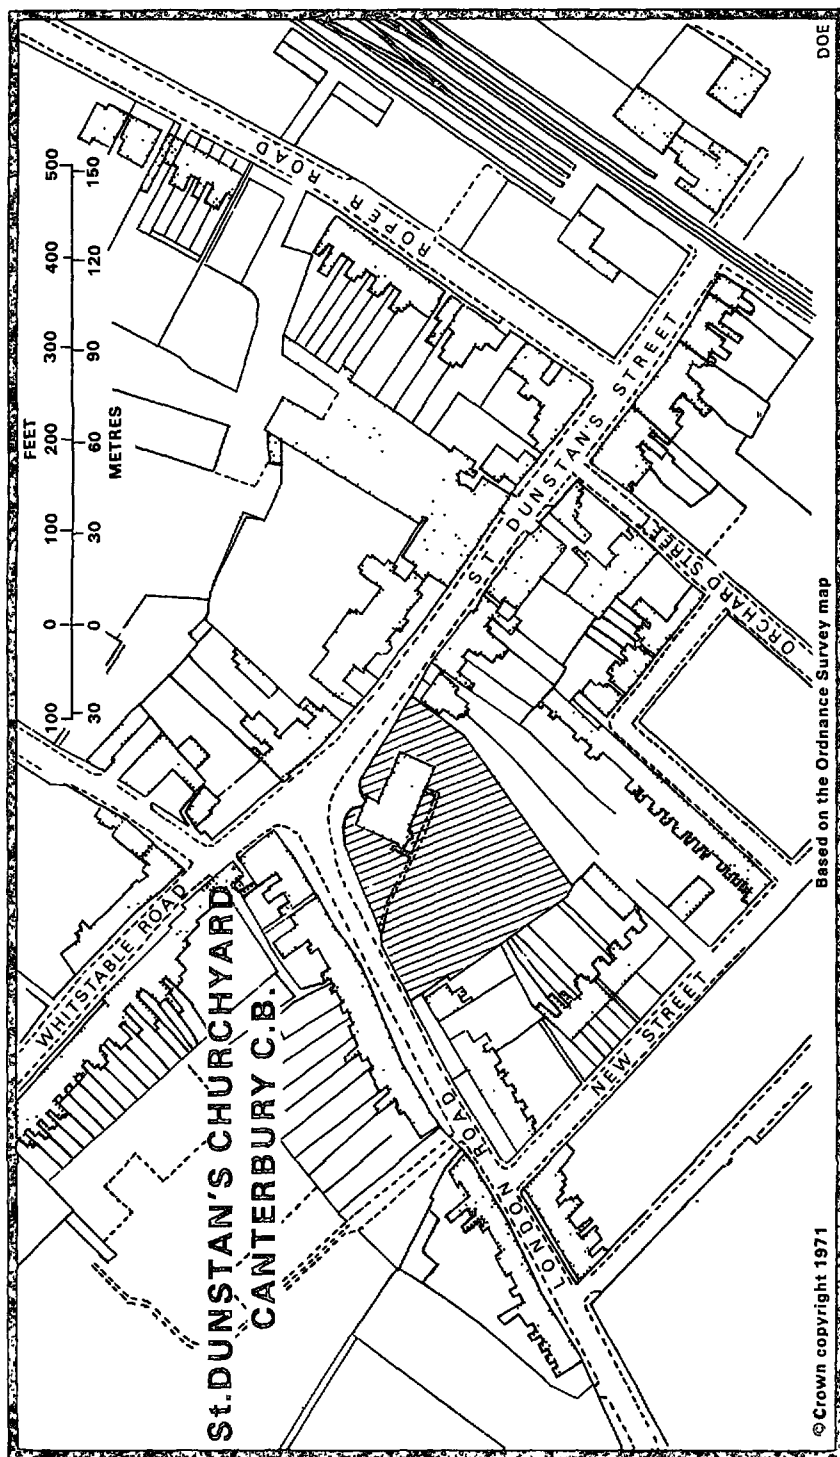 St. DUNSTAN'S CHURCHYARD
CANTERBURY C.B.
FEET
100 0 100 200 300 400 500
30 0 30 60 90 120 150
METRES
WHITSTABLE ROAD
ROPER ROAD
ST. DUNSTAN'S STREET
ORCHARD STREET
LONDON ROAD
NEW STREET
© Crown copyright 1971
Based on the Ordnance Survey map
DOE